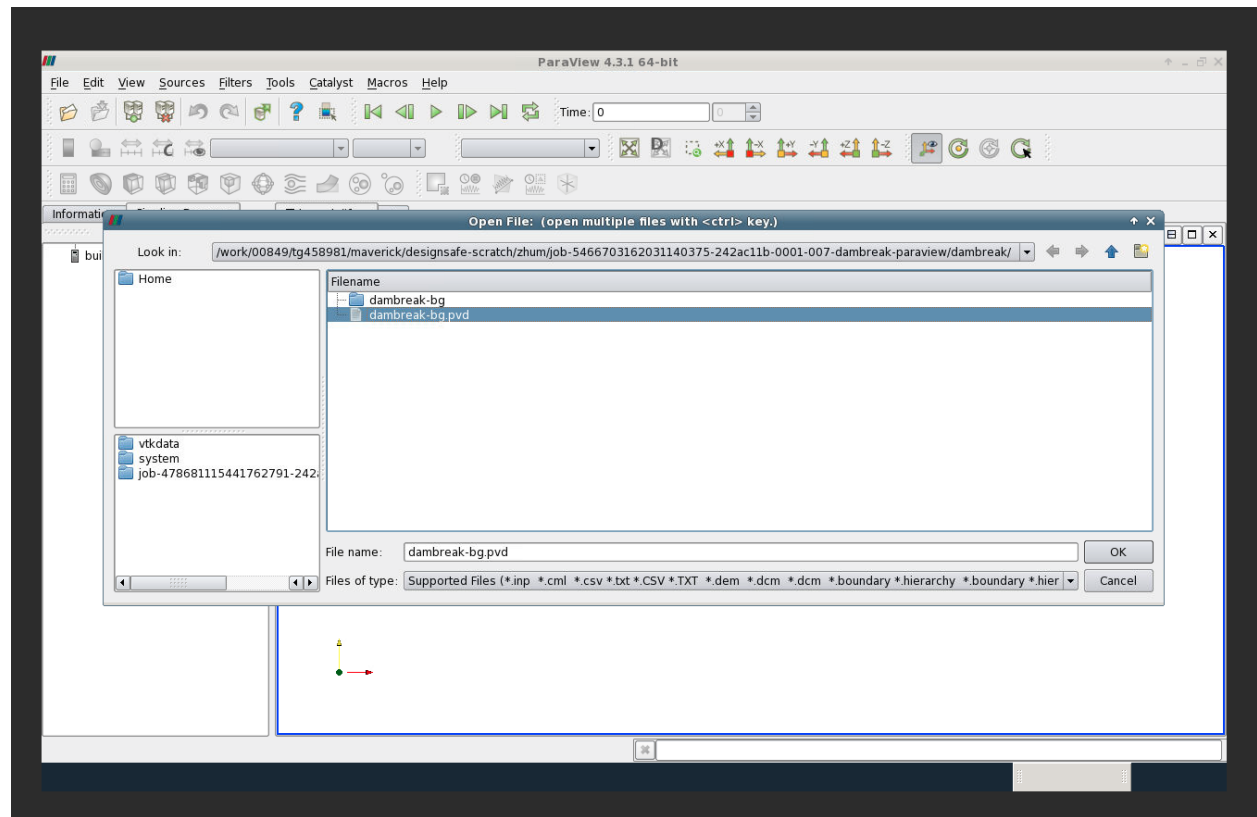 ParaView 4.3.1 64-bit
File Edit View Sources Filters Tools Catalyst Macros Help
Time: 0 0
Open File: (open multiple files with <ctrl> key.)
Look in: /work/00849/tg458981/maverick/designsafe-scratch/zhum/job-5466703162031140375-242ac11b-0001-007-dambreak-paraview/dambreak/
Home
Filename
dambreak-bg
dambreak-bg.pvd
vtkdata
system
job-478681115441762791-242
File name: dambreak-bg.pvd OK
Files of type: Supported Files (*.inp *.cml *.csv *.txt *.CSV *.TXT *.dem *.dcm *.dcm *.boundary *.hierarchy *.boundary *.hier Cancel